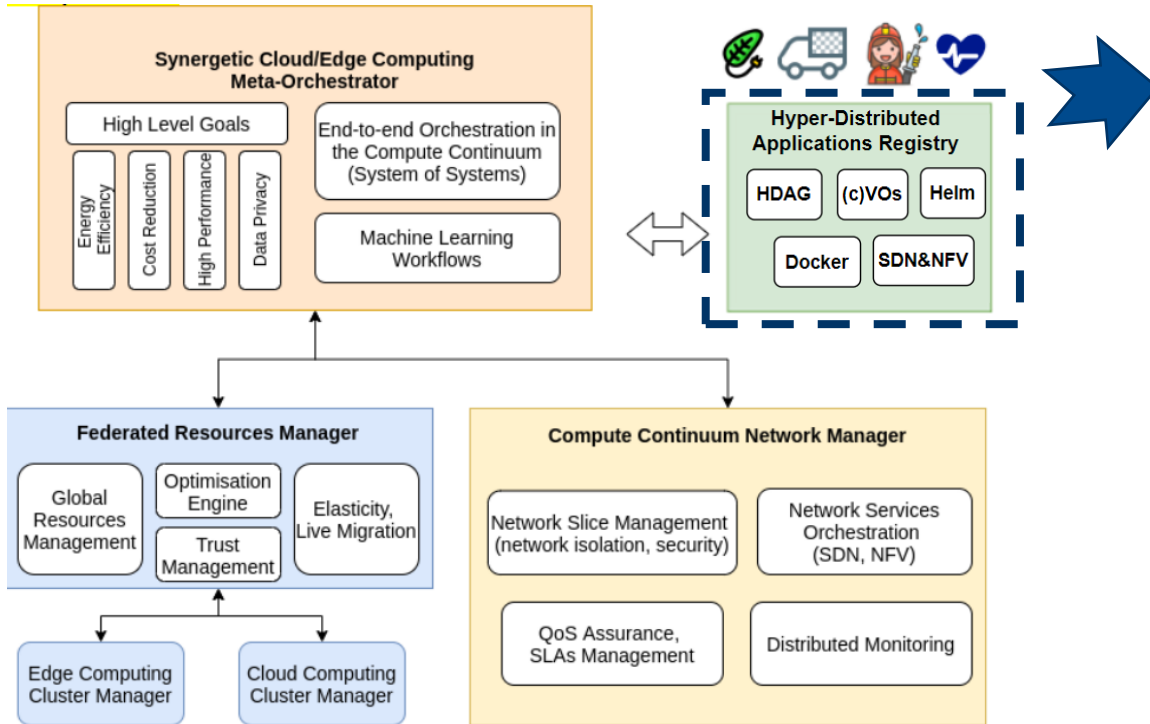 Synergetic Cloud/Edge Computing
Meta-Orchestrator
High Level Goals
Energy
Efficiency
Cost Reduction
High Performance
Data Privacy
End-to-end Orchestration in
the Compute Continuum
(System of Systems)
Machine Learning
Workflows
Hyper-Distributed
Applications Registry
HDAG
(c)VOs
Helm
Docker
SDN&NFV
Federated Resources Manager
Global
Resources
Management
Optimisation
Engine
Trust
Management
Elasticity,
Live Migration
Edge Computing
Cluster Manager
Cloud Computing
Cluster Manager
Compute Continuum Network Manager
Network Slice Management
(network isolation, security)
Network Services
Orchestration
(SDN, NFV)
QoS Assurance,
SLAs Management
Distributed Monitoring